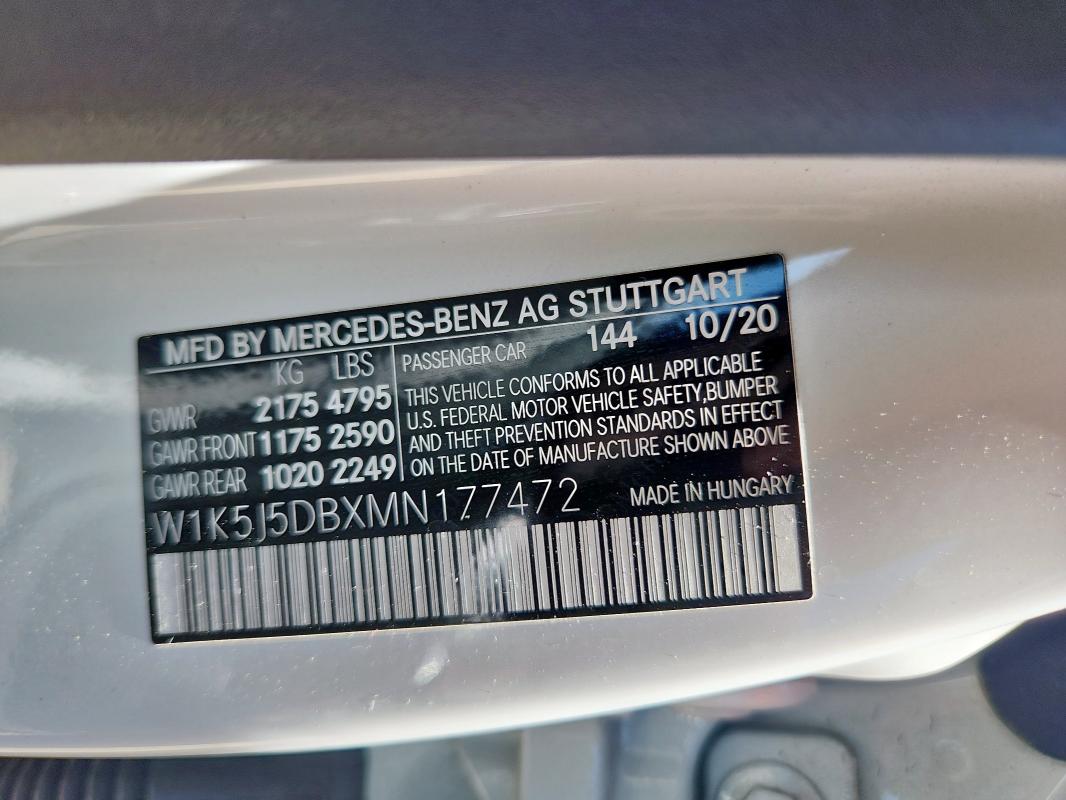 MFD BY MERCEDES-BENZ AG STUTTGART
KG LBS
GVWR 2175 4795
GAWR FRONT 1175 2590
GAWR REAR 1020 2249
PASSENGER CAR 144 10/20
THIS VEHICLE CONFORMS TO ALL APPLICABLE
U.S. FEDERAL MOTOR VEHICLE SAFETY,BUMPER
AND THEFT PREVENTION STANDARDS IN EFFECT
ON THE DATE OF MANUFACTURE SHOWN ABOVE
W1K5J5DBXMN177472
MADE IN HUNGARY